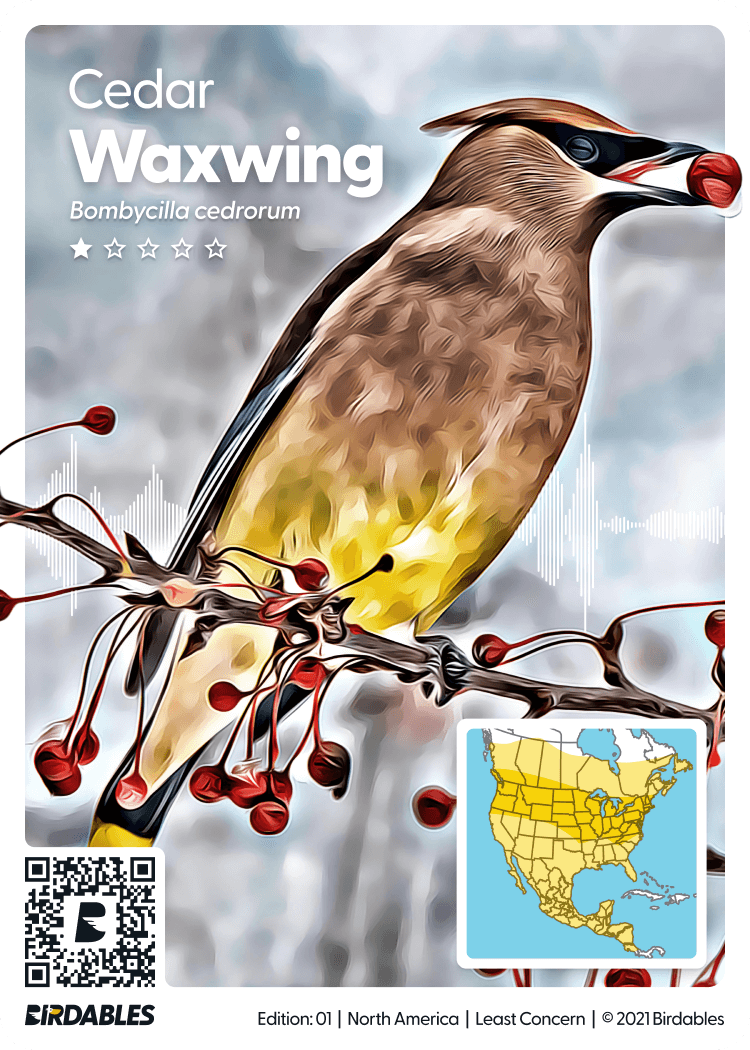 Cedar
Waxwing
Bombycilla cedrorum
BIRDABLES
Edition: 01 | North America | Least Concern | © 2021 Birdables